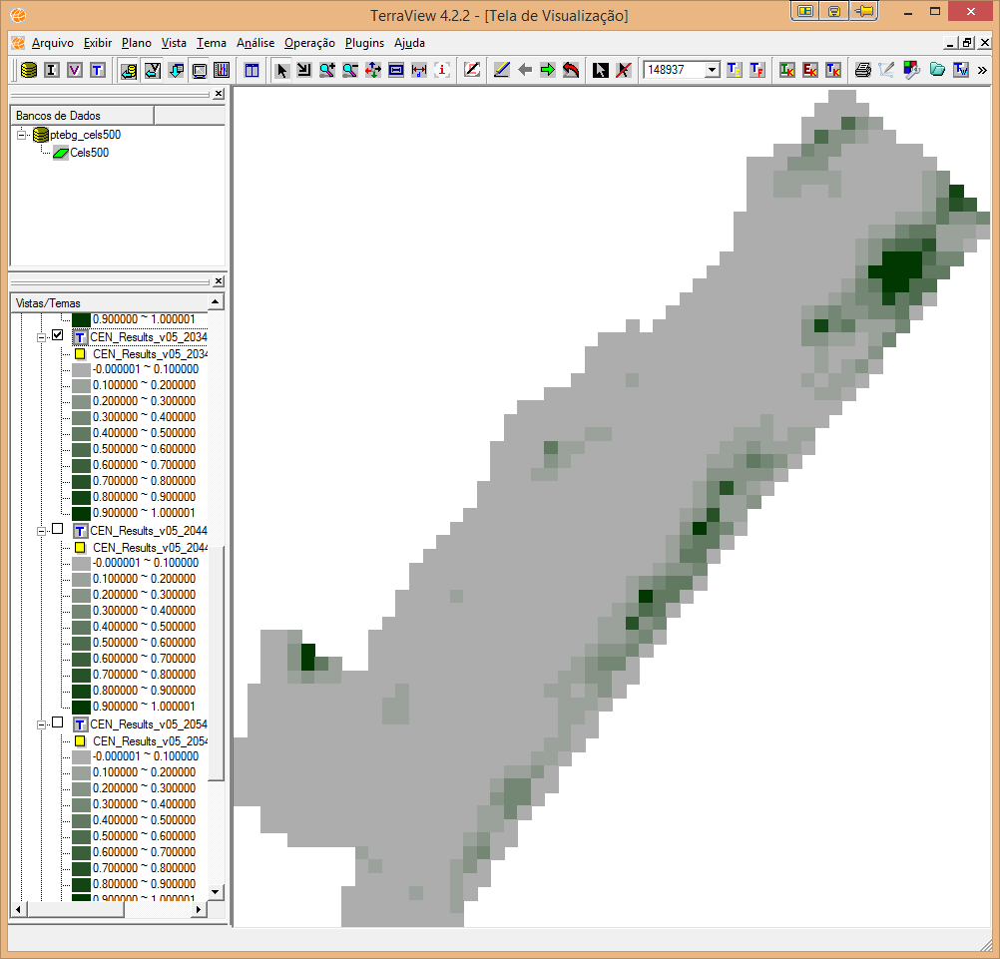 TerraView 4.2.2 - [Tela de Visualização]
Arquivo Exibir Plano Vista Tema Análise Operação Plugins Ajuda
148937
Bancos de Dados
ptebg_cels500
Cels500
Vistas/Temas
0.900000 ~ 1.000001
CEN_Results_v05_2034
CEN_Results_v05_2034
-0.000001 ~ 0.100000
0.100000 ~ 0.200000
0.200000 ~ 0.300000
0.300000 ~ 0.400000
0.400000 ~ 0.500000
0.500000 ~ 0.600000
0.600000 ~ 0.700000
0.700000 ~ 0.800000
0.800000 ~ 0.900000
0.900000 ~ 1.000001
CEN_Results_v05_2044
CEN_Results_v05_2044
-0.000001 ~ 0.100000
0.100000 ~ 0.200000
0.200000 ~ 0.300000
0.300000 ~ 0.400000
0.400000 ~ 0.500000
0.500000 ~ 0.600000
0.600000 ~ 0.700000
0.700000 ~ 0.800000
0.800000 ~ 0.900000
0.900000 ~ 1.000001
CEN_Results_v05_2054
CEN_Results_v05_2054
-0.000001 ~ 0.100000
0.100000 ~ 0.200000
0.200000 ~ 0.300000
0.300000 ~ 0.400000
0.400000 ~ 0.500000
0.500000 ~ 0.600000
0.600000 ~ 0.700000
0.700000 ~ 0.800000
0.800000 ~ 0.900000
0.900000 ~ 1.000001